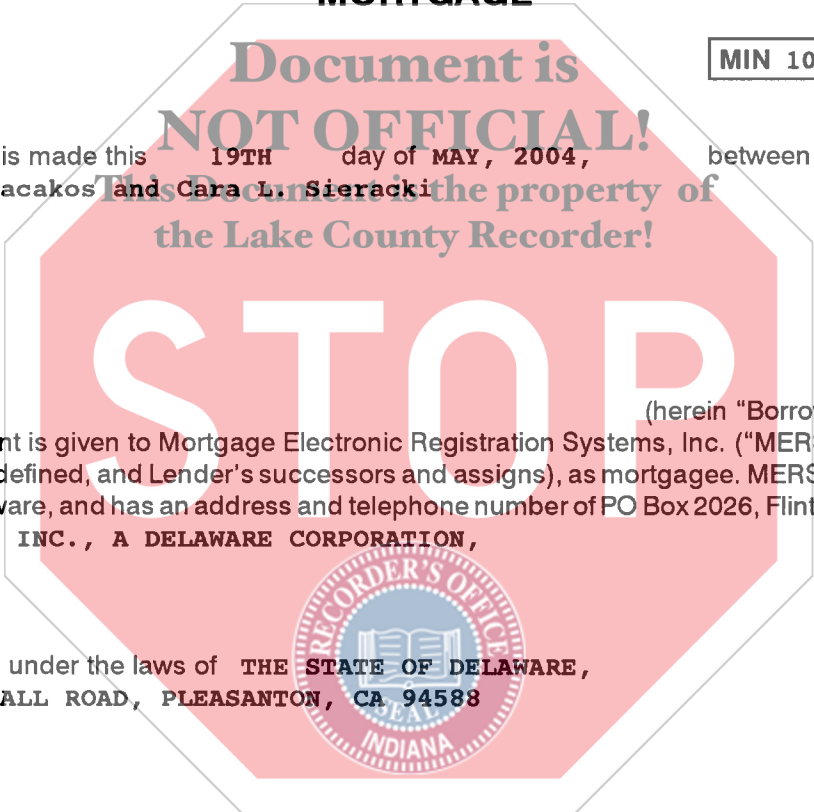 MORTGAGE
Document is
MIN 10
NOT OFFICIAL!
is made this 19TH day of MAY, 2004, between
acakos and Cara L. Sieracki
This Document is the property of
the Lake County Recorder!
STOP
(herein “Borro
nt is given to Mortgage Electronic Registration Systems, Inc. (“MER
defined, and Lender's successors and assigns), as mortgagee. MERS
ware, and has an address and telephone number of PO Box 2026, Flint
INC., A DELAWARE CORPORATION,
RECORDER'S OFFICE
under the laws of THE STATE OF DELAWARE,
ALL ROAD, PLEASANTON, CA 94588
SEAL
INDIANA